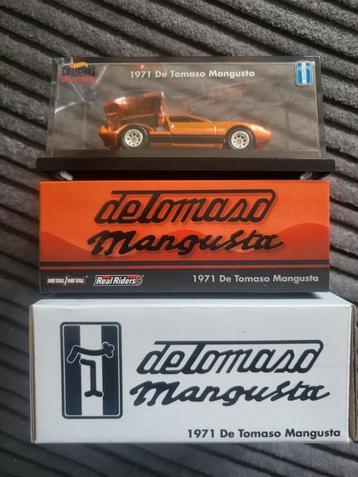 COLLECTORS
1971 De Tomaso Mangusta
deTomaso
mangusta
METAL/METAL
Real Riders
1971 De Tomaso Mangusta
deTomaso
mangusta
1971 De Tomaso Mangusta